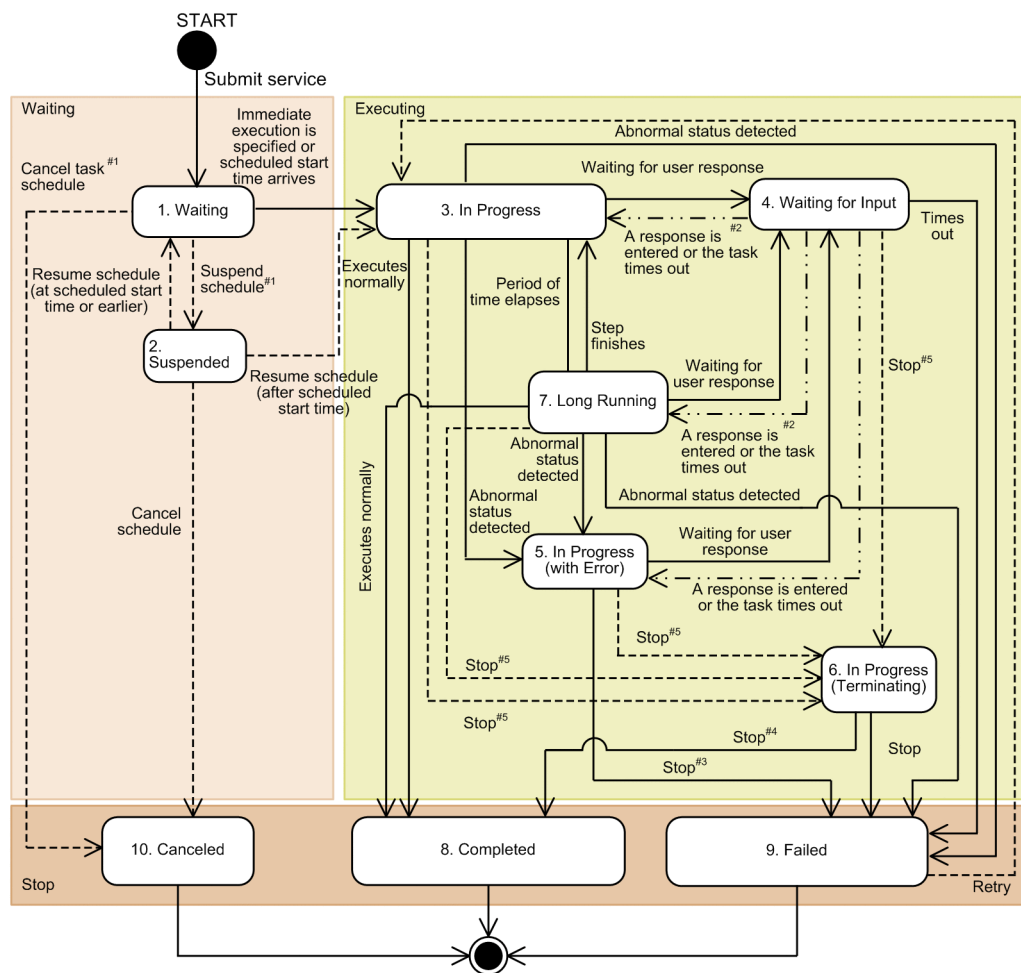 START
Submit service
Waiting
Executing
Immediate
execution is
specified or
scheduled start
time arrives
Abnormal status detected
Cancel task #1
schedule
Waiting for user response
1. Waiting
3. In Progress
4. Waiting for Input
Times
out
#2
A response is
entered or the task
times out
Resume schedule
(at scheduled start
time or earlier)
Suspend
schedule#1
Executes
normally
Period of
time elapses
Step
finishes
2.
Suspended
Resume schedule
(after scheduled
start time)
Waiting for
user response
Stop#5
7. Long Running
#2
A response is
entered or the task
times out
Abnormal
status
detected
Abnormal
status
detected
Abnormal status detected
Executes normally
Cancel
schedule
5. In Progress
(with Error)
Waiting for user
response
A response is entered
or the task times out
Stop#5
Stop#5
6. In Progress
(Terminating)
Stop#5
Stop#4
Stop
Stop#3
10. Canceled
8. Completed
9. Failed
Stop
Retry